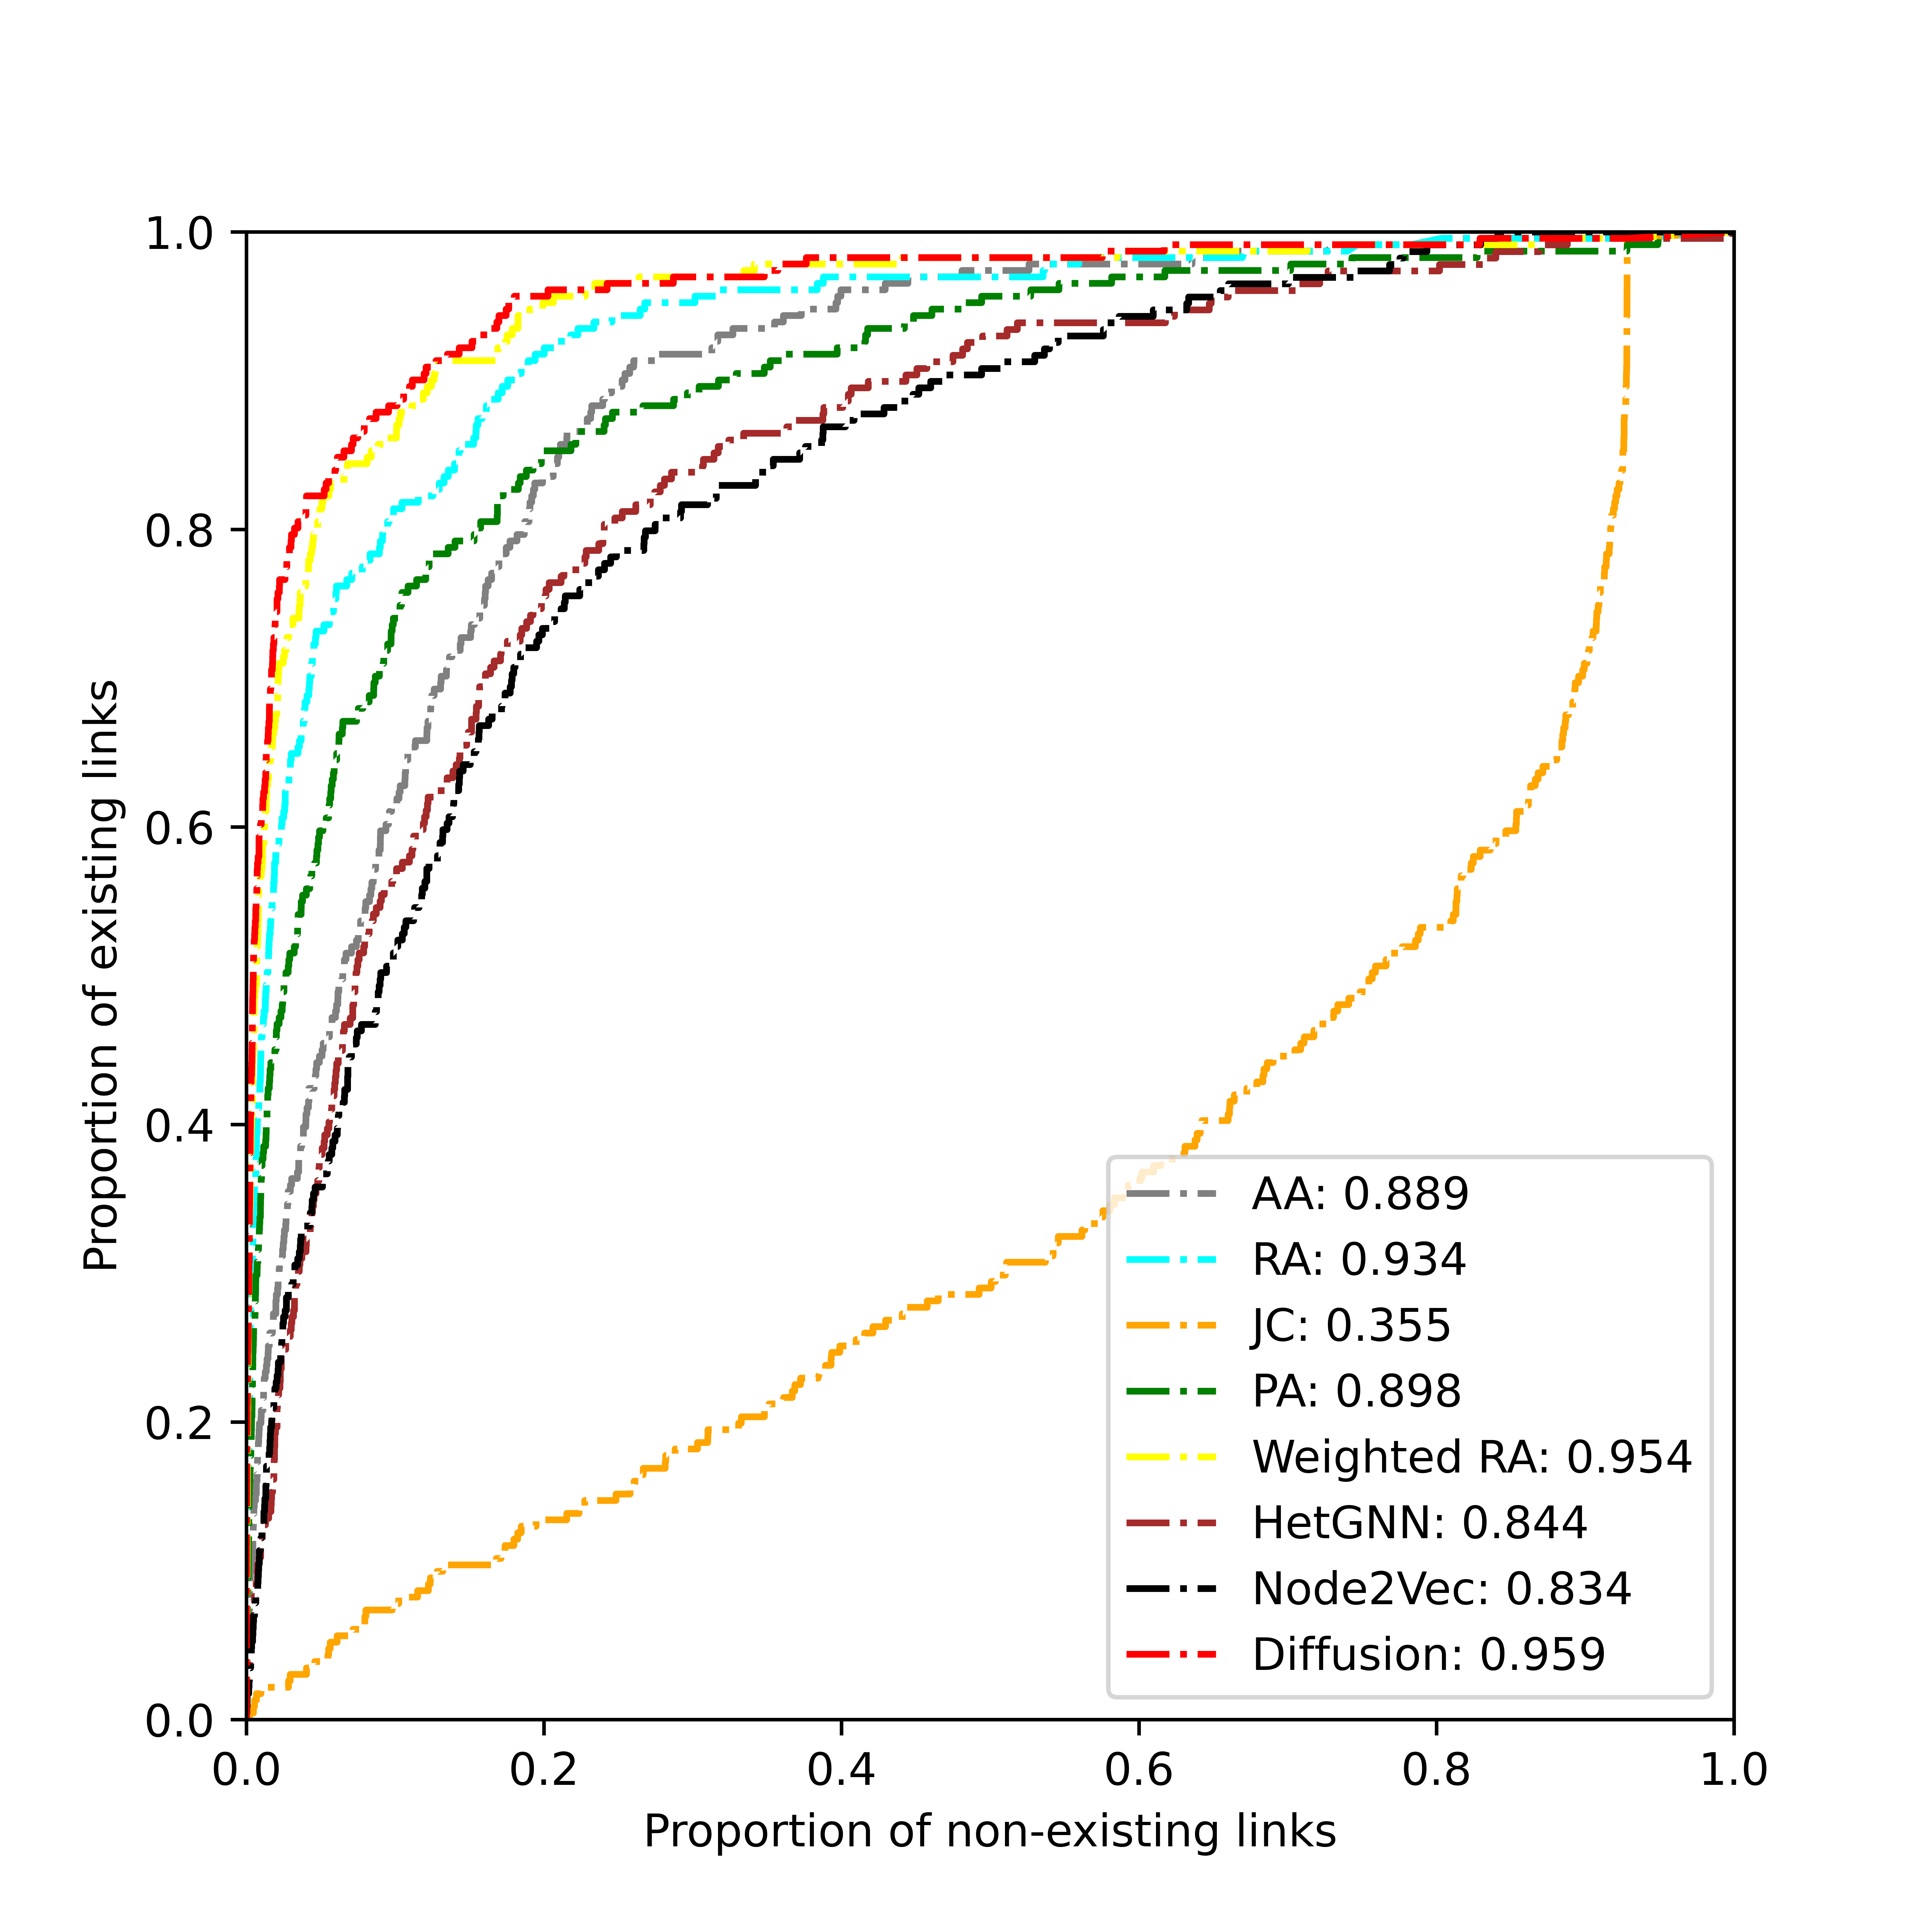 1.0
0.8
0.6
0.4
0.2
0.0
Proportion of existing links
AA: 0.889
RA: 0.934
JC: 0.355
PA: 0.898
Weighted RA: 0.954
HetGNN: 0.844
Node2Vec: 0.834
Diffusion: 0.959
0.0 0.2 0.4 0.6 0.8 1.0
Proportion of non-existing links